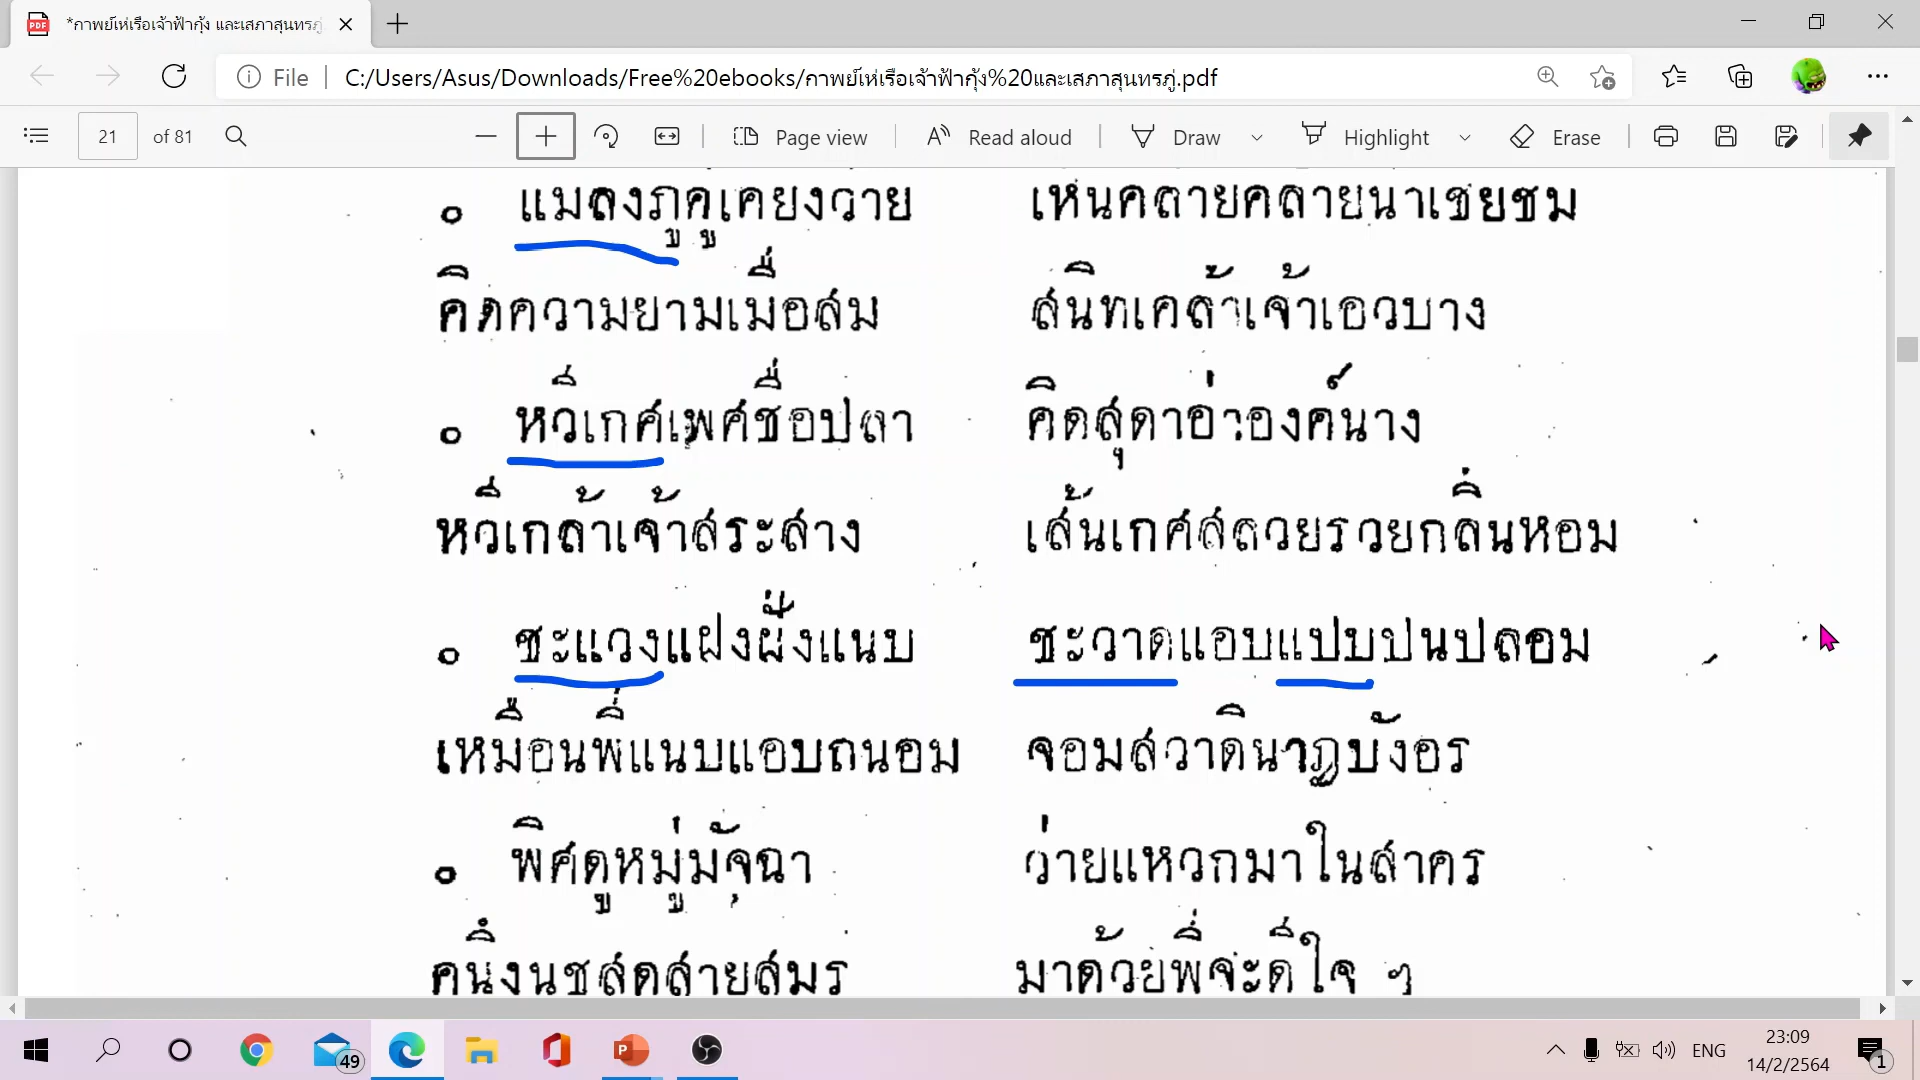 *กาพย์เห่เรือเจ้าฟ้ากุ้ง และเสภาสุนทรภู่
File C:/Users/Asus/Downloads/Free%20ebooks/กาพย์เห่เรือเจ้าฟ้ากุ้ง%20และเสภาสุนทรภู่.pdf
21 of 81 Page view Read aloud Draw Highlight Erase
๐ แมลงภู่คู่เคียงว่าย เห็นคล้ายคล้ายน่าเชยชม
คิดความยามเมื่อสม สนิทเคล้าเจ้าเอวบาง
๐ หวีเกศเพศชื่อปลา คิดสุดาอ่าองค์นาง
หวีเกล้าเจ้าสระสาง เส้นเกศสลวยรวยกลิ่นหอม
๐ ชะแวงแฝงฝั่งแนบ ชะวาดแอบแปบปนปลอม
เหมือนพี่แนบแอบถนอม จอมสวาดินาฏบังอร
๐ พิศดูหมู่มัจฉา ว่ายแหวกมาในสาคร
คนึงนุชสุดสายสมร มาด้วยพี่จะดีใจ ฯ
49 ENG 23:09
14/2/2564 1